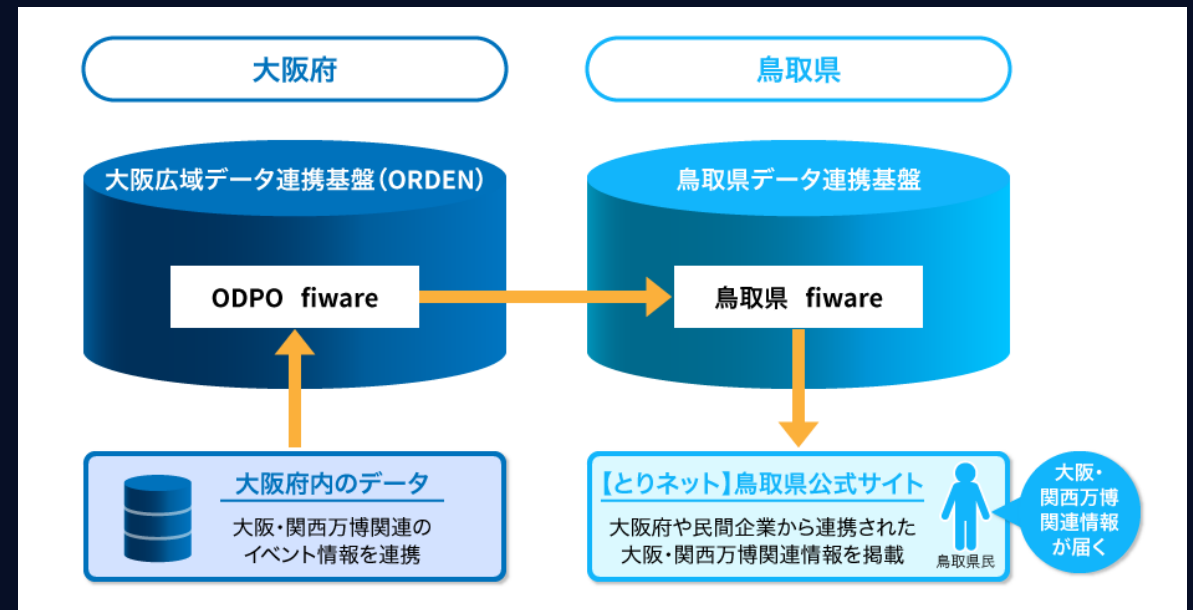 大阪府
鳥取県
大阪広域データ連携基盤（ORDEN）
鳥取県データ連携基盤
ODPO fiware
鳥取県 fiware
大阪府内のデータ
大阪・関西万博関連の
イベント情報を連携
【とりネット】鳥取県公式サイト
大阪府や民間企業から連携された
大阪・関西万博関連情報を掲載
鳥取県民
大阪・
関西万博
関連情報
が届く